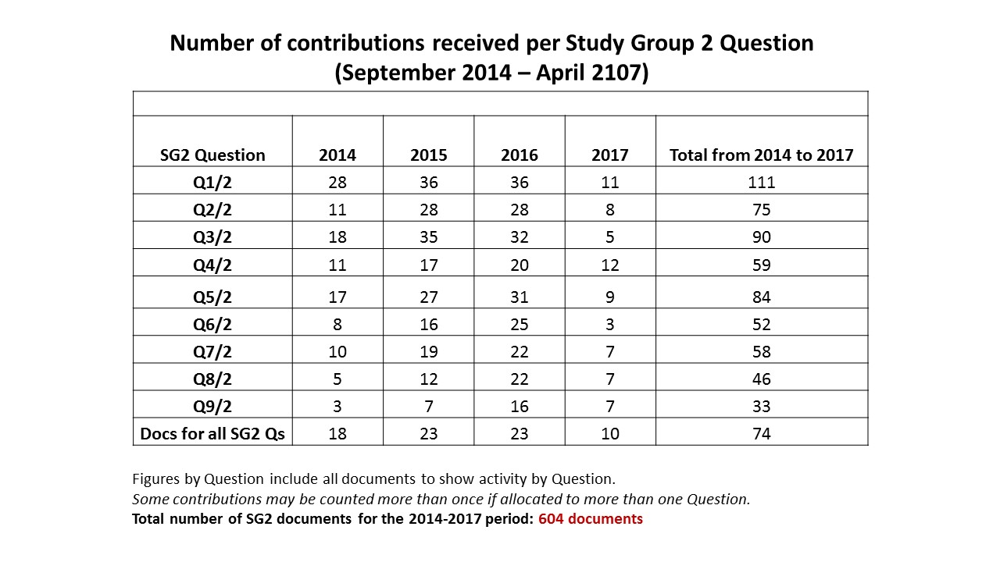 Number of contributions received per Study Group 2 Question
(September 2014 – April 2107)
SG2 Question 2014 2015 2016 2017 Total from 2014 to 2017
Q1/2 28 36 36 11 111
Q2/2 11 28 28 8 75
Q3/2 18 35 32 5 90
Q4/2 11 17 20 12 59
Q5/2 17 27 31 9 84
Q6/2 8 16 25 3 52
Q7/2 10 19 22 7 58
Q8/2 5 12 22 7 46
Q9/2 3 7 16 7 33
Docs for all SG2 Qs 18 23 23 10 74
Figures by Question include all documents to show activity by Question.
Some contributions may be counted more than once if allocated to more than one Question.
Total number of SG2 documents for the 2014-2017 period: 604 documents